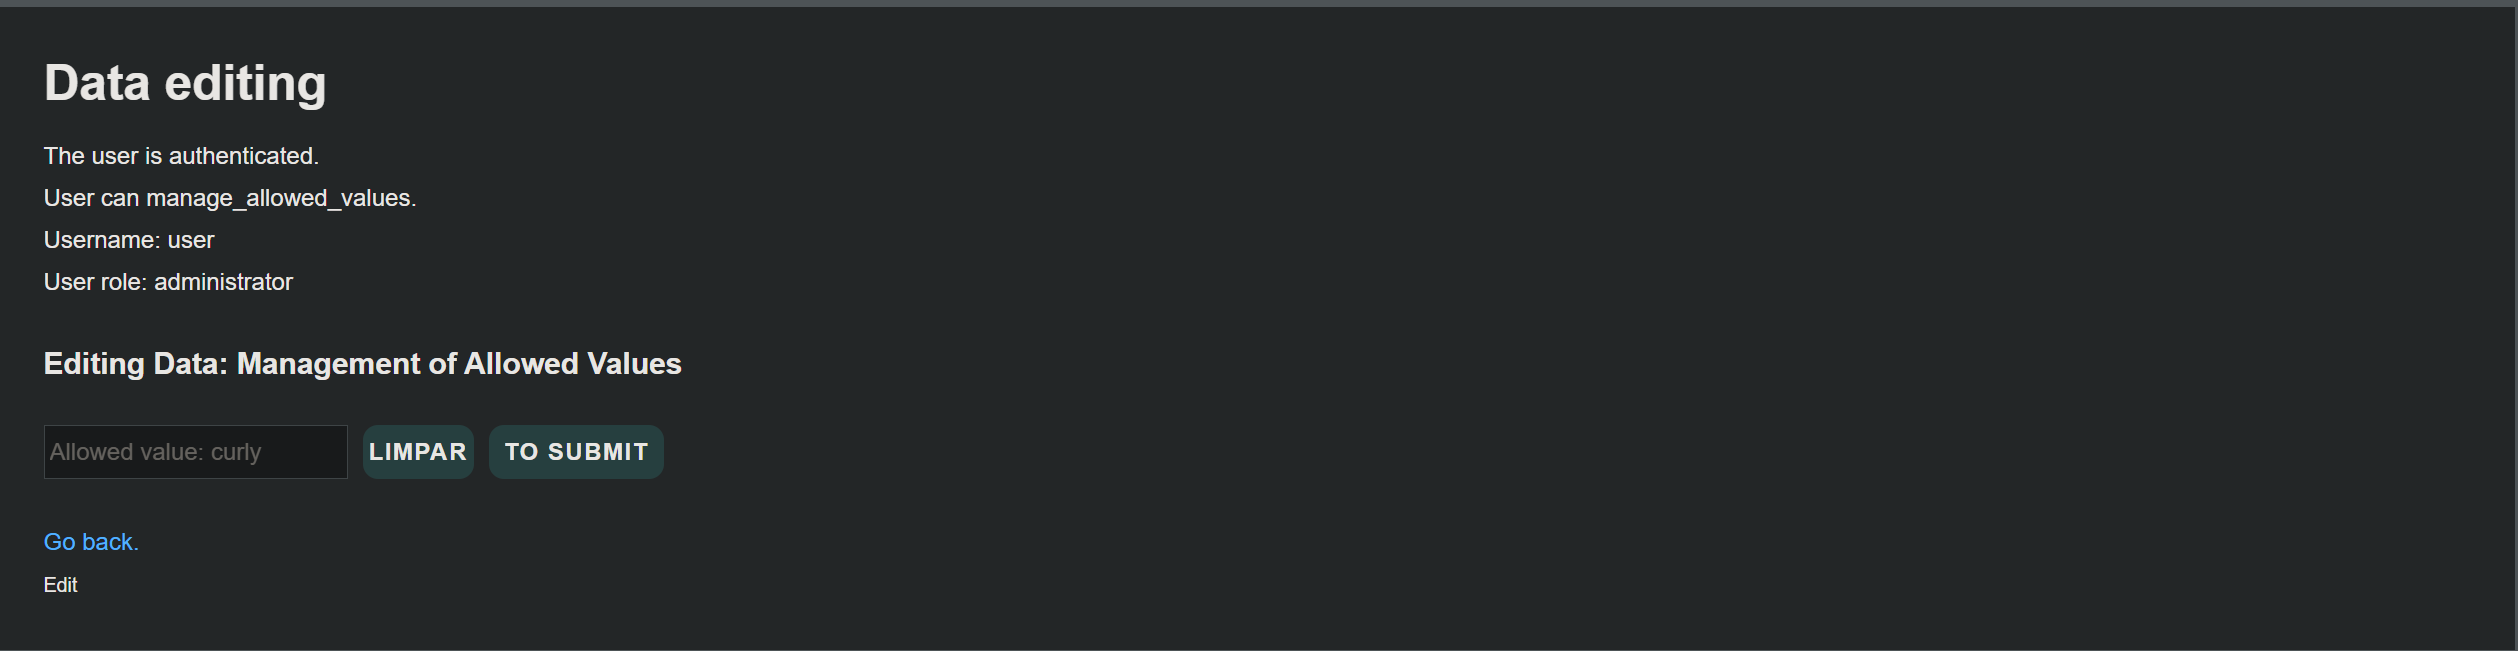 Data editing
The user is authenticated.
User can manage_allowed_values.
Username: user
User role: administrator
Editing Data: Management of Allowed Values
Allowed value: curly LIMPAR TO SUBMIT
Go back.
Edit